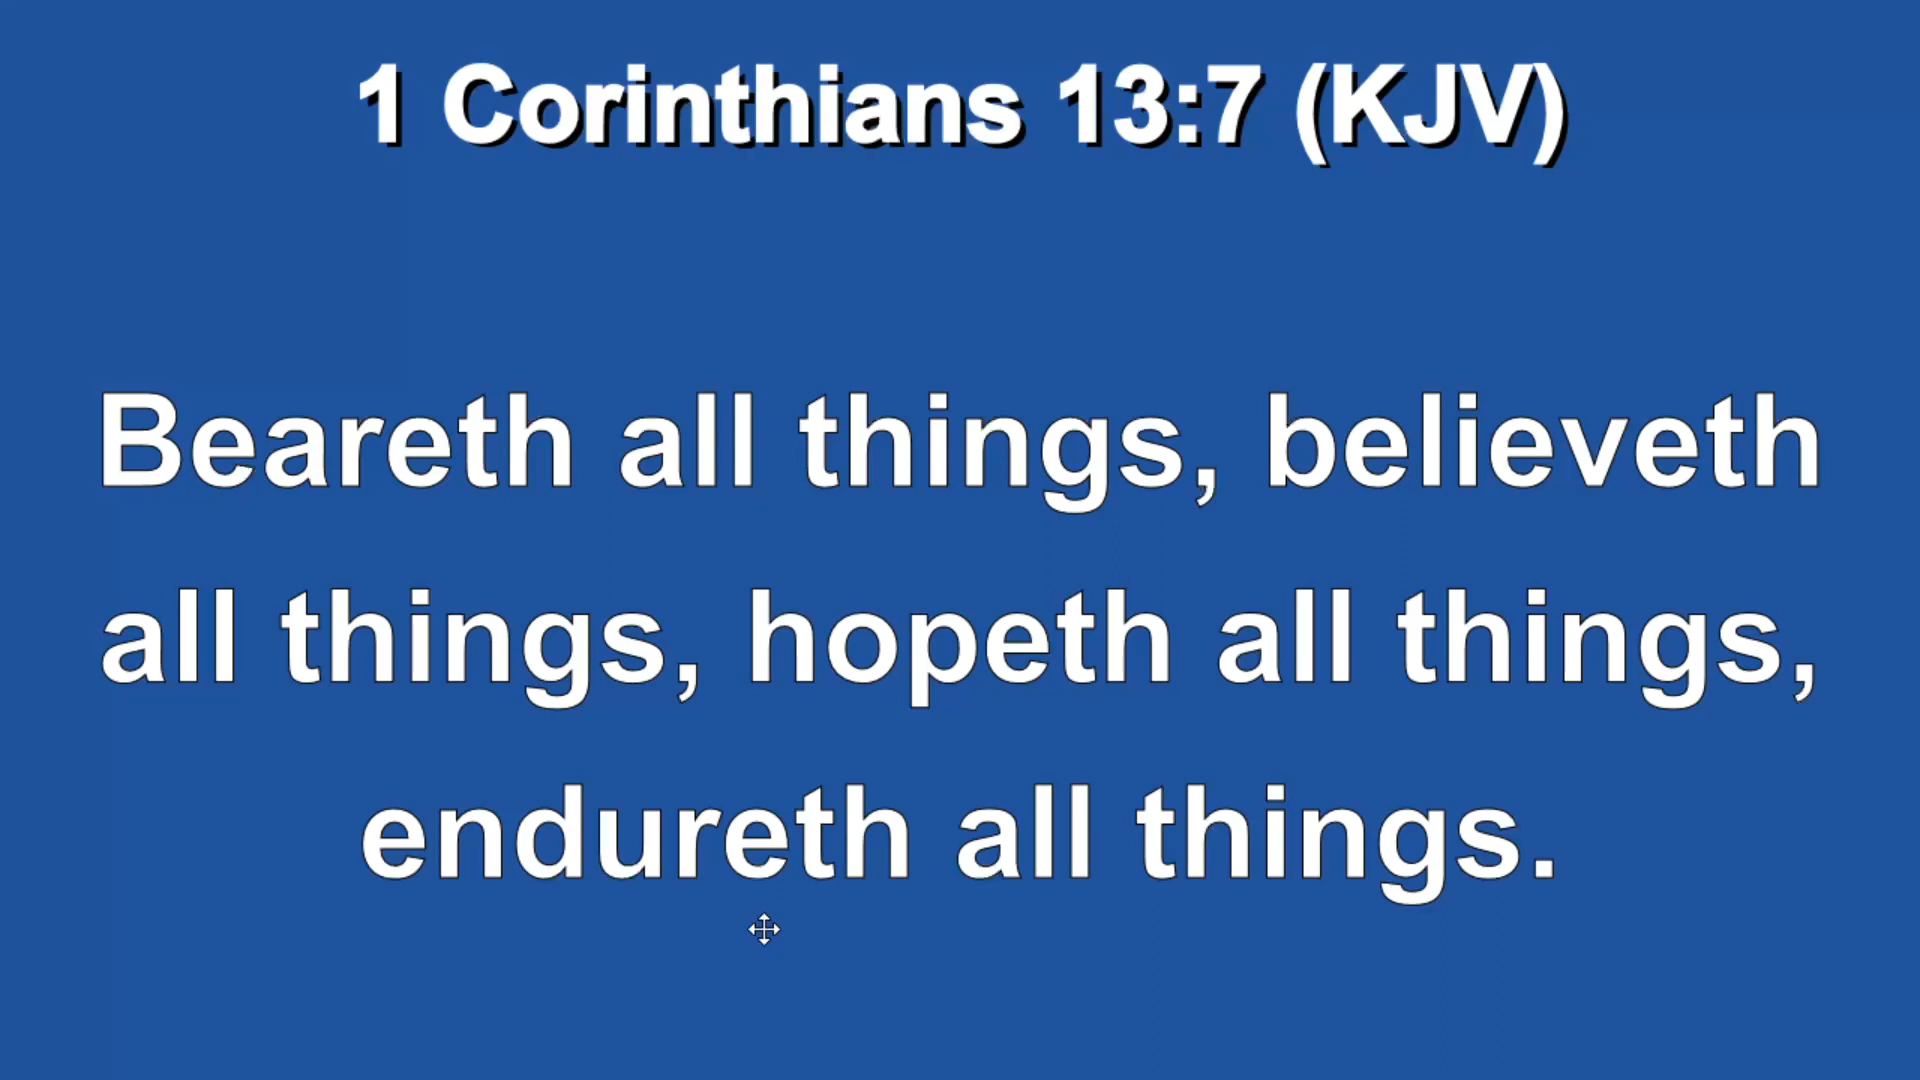 1 Corinthians 13:7 (KJV)
Beareth all things, believeth
all things, hopeth all things,
endureth all things.